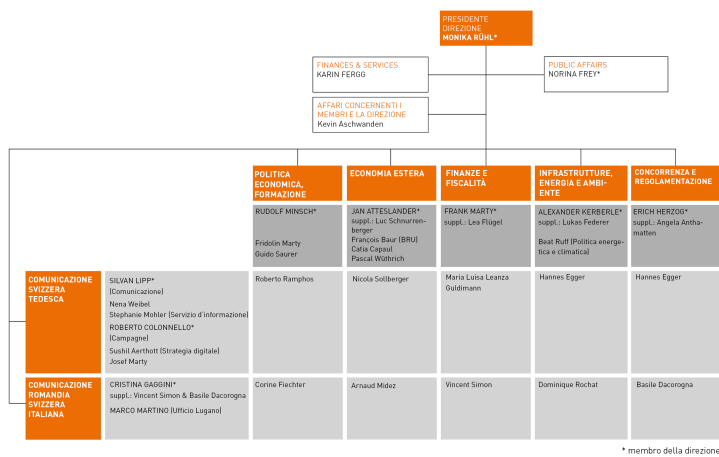 PRESIDENTE
DIREZIONE
MONIKA RÜHL*
FINANCES & SERVICES
KARIN FERGG
PUBLIC AFFAIRS
NORINA FREY*
AFFARI CONCERNENTI I
MEMBRI E LA DIREZIONE
Kevin Aschwanden
POLITICA
ECONOMICA,
FORMAZIONE
ECONOMIA ESTERA
FINANZE E
FISCALITÀ
INFRASTRUTTURE,
ENERGIA E AMBI-
ENTE
CONCORRENZA E
REGOLAMENTAZIONE
RUDOLF MINSCH*
Fridolin Marty
Guido Saurer
JAN ATTESLANDER*
suppl.: Luc Schnurren-
berger
François Baur (BRU)
Catia Capaul
Pascal Wüthrich
FRANK MARTY*
suppl.: Lea Flügel
ALEXANDER KERBERLE*
suppl.: Lukas Federer
Beat Ruff (Politica energe-
tica e climatica)
ERICH HERZOG*
suppl.: Angela Antha-
matten
COMUNICAZIONE
SVIZZERA
TEDESCA
SILVAN LIPP*
(Comunicazione)
Nena Weibel
Stephanie Mohler (Servizio d'informazione)
ROBERTO COLONNELLO*
(Campagne)
Sushil Aerthott (Strategia digitale)
Josef Marty
Roberto Ramphos
Nicola Sollberger
Maria Luisa Leanza
Guldimann
Hannes Egger
Hannes Egger
COMUNICAZIONE
ROMANDIA
SVIZZERA
ITALIANA
CRISTINA GAGGINI*
suppl.: Vincent Simon & Basile Dacorogna
MARCO MARTINO (Ufficio Lugano)
Corine Fiechter
Arnaud Midez
Vincent Simon
Dominique Rochat
Basile Dacorogna
* membro della direzione